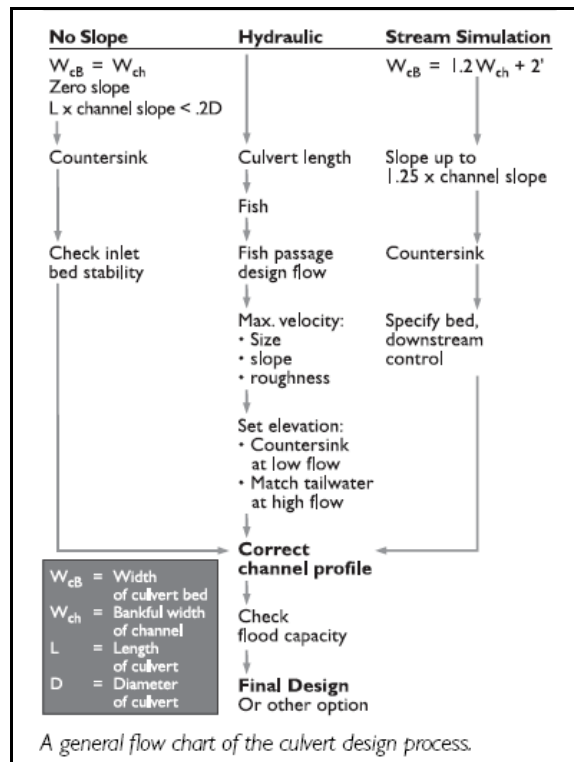 No Slope
W_cB = W_ch
Zero slope
L x channel slope < .2D
Countersink
Check inlet
bed stability
Hydraulic
Culvert length
Fish
Fish passage
design flow
Max. velocity:
• Size
• slope
• roughness
Set elevation:
• Countersink
at low flow
• Match tailwater
at high flow
Stream Simulation
W_cB = 1.2 W_ch + 2'
Slope up to
1.25 x channel slope
Countersink
Specify bed,
downstream
control
Correct
channel profile
Check
flood capacity
Final Design
Or other option
W_cB = Width
of culvert bed
W_ch = Bankful width
of channel
L = Length
of culvert
D = Diameter
of culvert
A general flow chart of the culvert design process.